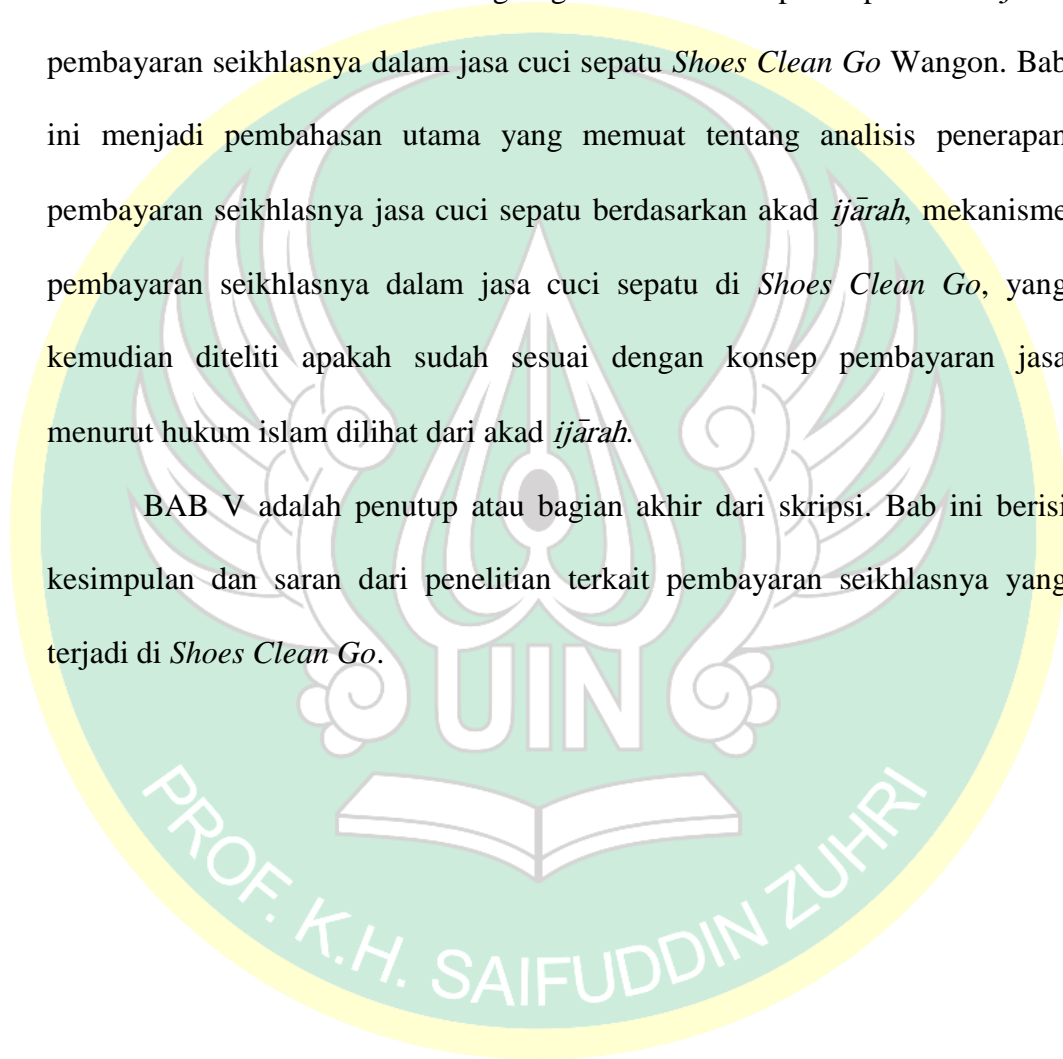 pembayaran seikhlasnya dalam jasa cuci sepatu Shoes Clean Go Wangon. Bab
ini menjadi pembahasan utama yang memuat tentang analisis penerapan
pembayaran seikhlasnya jasa cuci sepatu berdasarkan akad ijārah, mekanisme
pembayaran seikhlasnya dalam jasa cuci sepatu di Shoes Clean Go, yang
kemudian diteliti apakah sudah sesuai dengan konsep pembayaran jasa
menurut hukum islam dilihat dari akad ijārah.
BAB V adalah penutup atau bagian akhir dari skripsi. Bab ini berisi
kesimpulan dan saran dari penelitian terkait pembayaran seikhlasnya yang
terjadi di Shoes Clean Go.
UIN
PROF. K.H. SAIFUDDIN ZUHRI